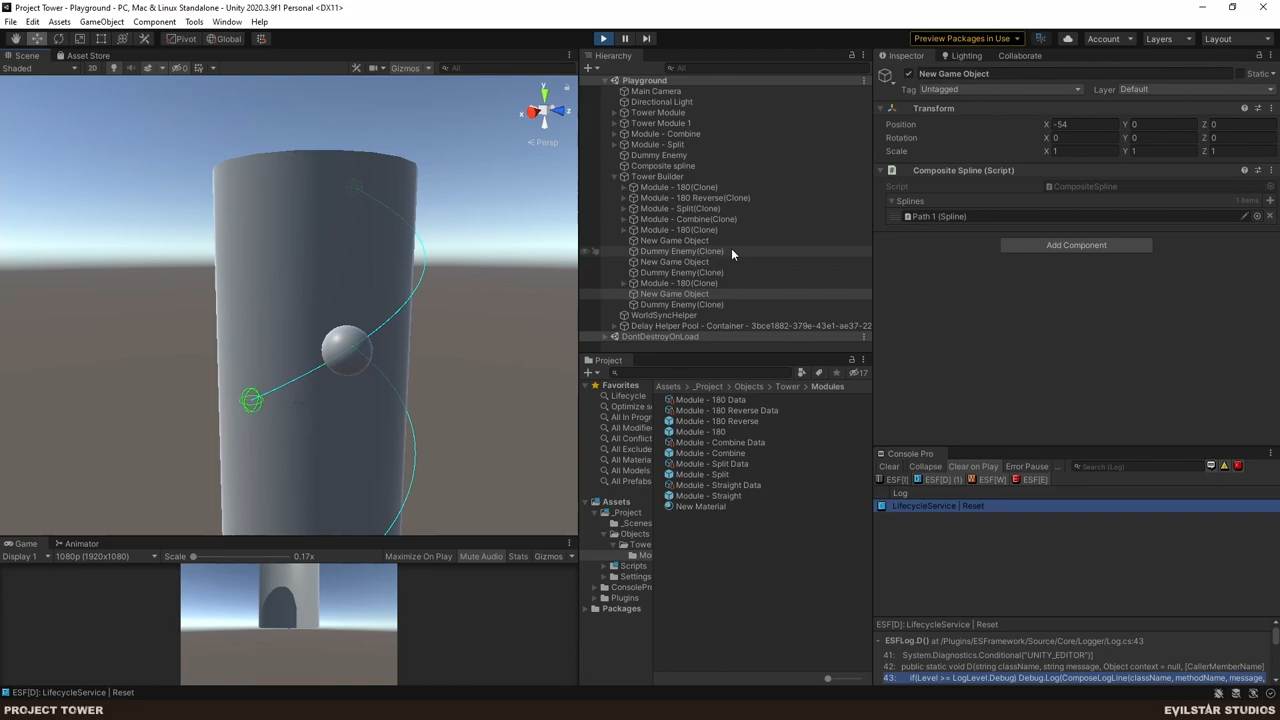 Project Tower - Playground - PC, Mac & Linux Standalone - Unity 2020.3.9f1 Personal <DX11>
File Edit Assets GameObject Component Tools Window Help
Pivot Global Preview Packages in Use Account Layers Layout
Scene Asset Store
Shaded 2D 0 Gizmos All
y
x
z
Persp
Hierarchy
All
Playground
Main Camera
Directional Light
Tower Module
Tower Module 1
Module - Combine
Module - Split
Dummy Enemy
Composite spline
Tower Builder
Module - 180(Clone)
Module - 180 Reverse(Clone)
Module - Split(Clone)
Module - Combine(Clone)
Module - 180(Clone)
New Game Object
Dummy Enemy(Clone)
New Game Object
Dummy Enemy(Clone)
Module - 180(Clone)
New Game Object
Dummy Enemy(Clone)
WorldSyncHelper
Delay Helper Pool - Container - 3bce1882-379e-43e1-ae37-22
DontDestroyOnLoad
Inspector Lighting Collaborate
New Game Object Static
Tag Untagged Layer Default
Transform
Position X -54 Y 0 Z 0
Rotation X 0 Y 0 Z 0
Scale X 1 Y 1 Z 1
Composite Spline (Script)
Script CompositeSpline
Splines 1 items
Path 1 (Spline)
Add Component
Project
17
Favorites
Lifecycle
Optimize s
All In Prog
All Modifie
All Conflict
All Exclude
All Materia
All Models
All Prefabs
Assets
_Project
_Scenes
Objects
Towe
Mo
Scripts
Settings
ConsolePr
Plugins
Packages
Assets _Project Objects Tower Modules
Module - 180 Data
Module - 180 Reverse Data
Module - 180 Reverse
Module - 180
Module - Combine Data
Module - Combine
Module - Split Data
Module - Split
Module - Straight Data
Module - Straight
New Material
Console Pro
Clear Collapse Clear on Play Error Pause ... Search (Log)
ESF[I] ESF[D] (1) ESF[W] ESF[E]
Log
LifecycleService | Reset
ESF[D]: LifecycleService | Reset
ESFLog.D() at /Plugins/ESFramework/Source/Core/Logger/Log.cs:43
41: System.Diagnostics.Conditional("UNITY_EDITOR")]
42: public static void D(string className, string message, Object context = null, [CallerMemberName]
43: if(Level >= LogLevel.Debug) Debug.Log(ComposeLogLine(className, methodName, message,
Game Animator
Display 1 1080p (1920x1080) Scale 0.17x Maximize On Play Mute Audio Stats Gizmos
ESF[D]: LifecycleService | Reset
PROJECT TOWER
EVILSTAR STUDIOS